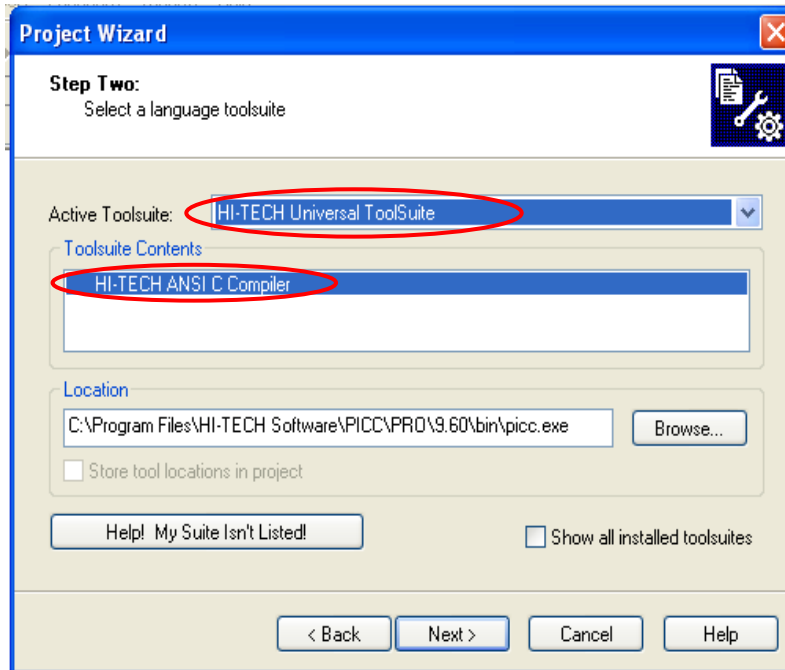 Project Wizard
Step Two:
Select a language toolsuite
Active Toolsuite: HI-TECH Universal ToolSuite
Toolsuite Contents
HI-TECH ANSI C Compiler
Location
C:\Program Files\HI-TECH Software\PICC\PRO\9.60\bin\picc.exe Browse...
Store tool locations in project
Help! My Suite Isn't Listed! Show all installed toolsuites
< Back Next > Cancel Help